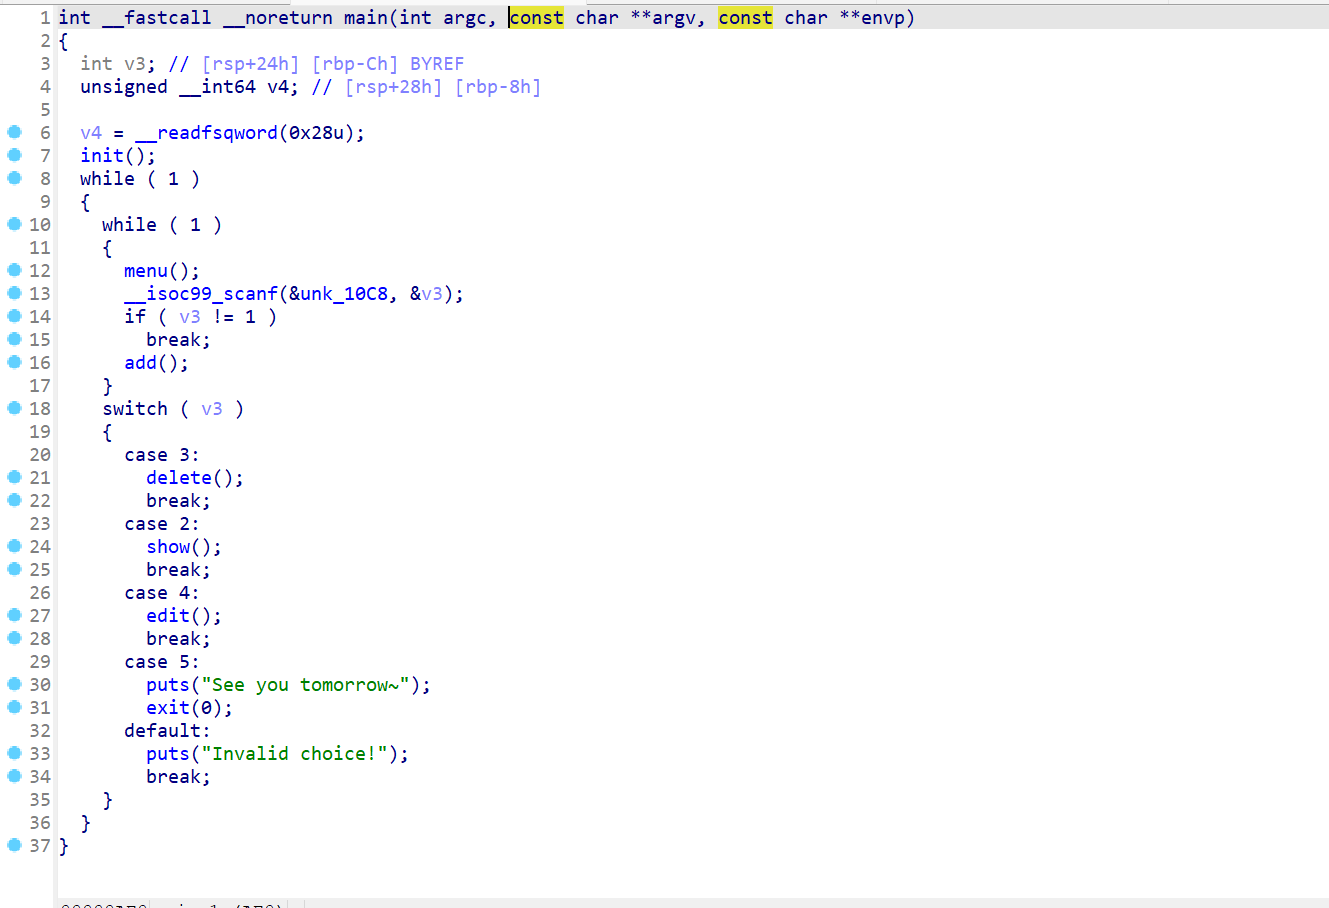 1 int __fastcall __noreturn main(int argc, const char **argv, const char **envp)
2 {
3   int v3; // [rsp+24h] [rbp-Ch] BYREF
4   unsigned __int64 v4; // [rsp+28h] [rbp-8h]
5
6   v4 = __readfsqword(0x28u);
7   init();
8   while ( 1 )
9   {
10     while ( 1 )
11     {
12       menu();
13       __isoc99_scanf(&unk_10C8, &v3);
14       if ( v3 != 1 )
15         break;
16       add();
17     }
18     switch ( v3 )
19     {
20       case 3:
21         delete();
22         break;
23       case 2:
24         show();
25         break;
26       case 4:
27         edit();
28         break;
29       case 5:
30         puts("See you tomorrow~");
31         exit(0);
32       default:
33         puts("Invalid choice!");
34         break;
35     }
36   }
37 }